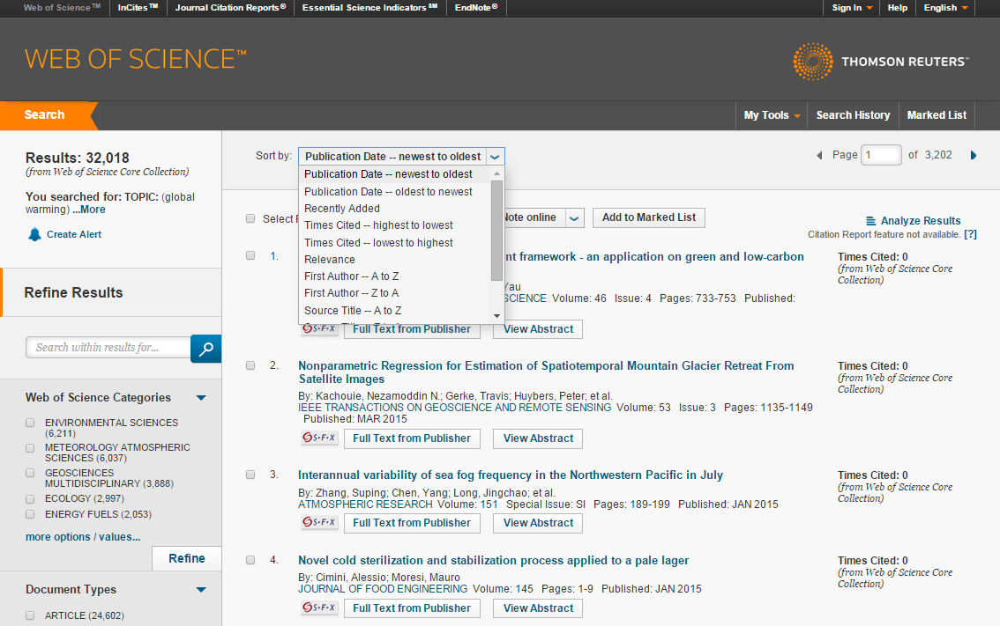 Web of Science™ InCites™ Journal Citation Reports® Essential Science Indicators℠ EndNote® Sign In Help English
WEB OF SCIENCE™
THOMSON REUTERS™
Search My Tools Search History Marked List
Results: 32,018
(from Web of Science Core Collection)
You searched for: TOPIC: (global
warming) ...More
Create Alert
Refine Results
Search within results for...
Web of Science Categories
ENVIRONMENTAL SCIENCES
(6,211)
METEOROLOGY ATMOSPHERIC
SCIENCES (6,037)
GEOSCIENCES
MULTIDISCIPLINARY (3,888)
ECOLOGY (2,997)
ENERGY FUELS (2,053)
more options / values...
Refine
Document Types
ARTICLE (24,602)
Sort by: Publication Date -- newest to oldest
Publication Date -- newest to oldest
Publication Date -- oldest to newest
Recently Added
Times Cited -- highest to lowest
Times Cited -- lowest to highest
Relevance
First Author -- A to Z
First Author -- Z to A
Source Title -- A to Z
Page 1 of 3,202
Select Note online Add to Marked List
Analyze Results
Citation Report feature not available. [?]
1. nt framework - an application on green and low-carbon
Yau
SCIENCE Volume: 46 Issue: 4 Pages: 733-753 Published:
S·F·X Full Text from Publisher View Abstract
Times Cited: 0
(from Web of Science Core
Collection)
2. Nonparametric Regression for Estimation of Spatiotemporal Mountain Glacier Retreat From
Satellite Images
By: Kachouie, Nezamoddin N.; Gerke, Travis; Huybers, Peter; et al.
IEEE TRANSACTIONS ON GEOSCIENCE AND REMOTE SENSING Volume: 53 Issue: 3 Pages: 1135-1149
Published: MAR 2015
S·F·X Full Text from Publisher View Abstract
Times Cited: 0
(from Web of Science Core
Collection)
3. Interannual variability of sea fog frequency in the Northwestern Pacific in July
By: Zhang, Suping; Chen, Yang; Long, Jingchao; et al.
ATMOSPHERIC RESEARCH Volume: 151 Special Issue: SI Pages: 189-199 Published: JAN 2015
S·F·X Full Text from Publisher View Abstract
Times Cited: 0
(from Web of Science Core
Collection)
4. Novel cold sterilization and stabilization process applied to a pale lager
By: Cimini, Alessio; Moresi, Mauro
JOURNAL OF FOOD ENGINEERING Volume: 145 Pages: 1-9 Published: JAN 2015
S·F·X Full Text from Publisher View Abstract
Times Cited: 0
(from Web of Science Core
Collection)